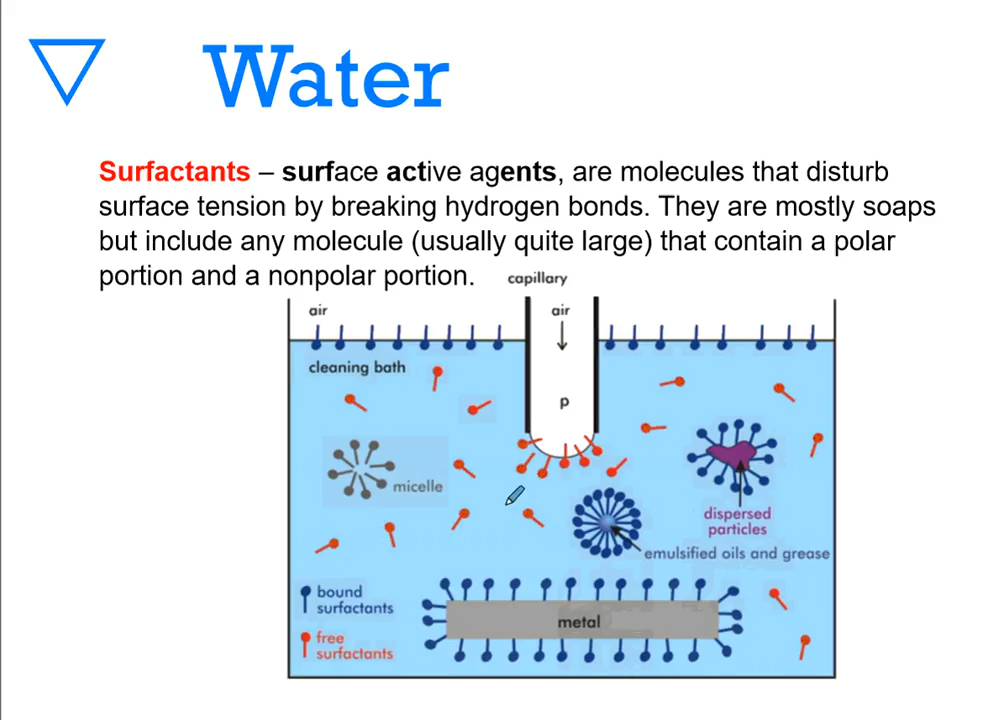 Water
Surfactants – surface active agents, are molecules that disturb
surface tension by breaking hydrogen bonds. They are mostly soaps
but include any molecule (usually quite large) that contain a polar
portion and a nonpolar portion.
capillary
air
air
cleaning bath
p
micelle
dispersed
particles
emulsified oils and grease
bound
surfactants
metal
free
surfactants